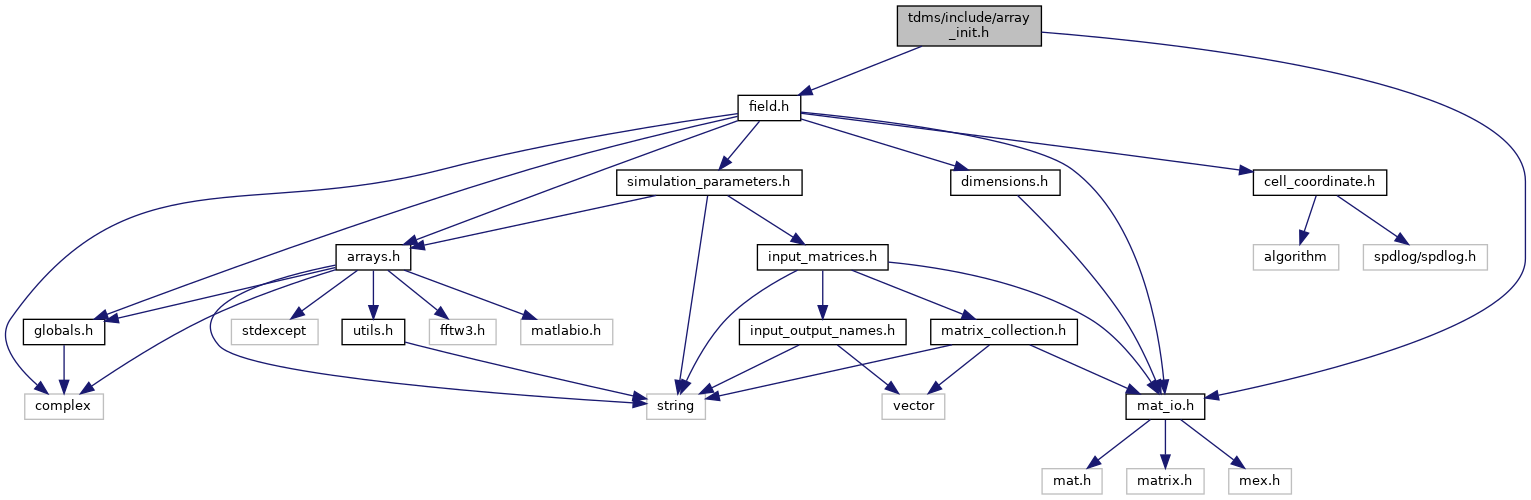 tdms/include/array
_init.h
field.h
simulation_parameters.h
dimensions.h
cell_coordinate.h
arrays.h
input_matrices.h
algorithm
spdlog/spdlog.h
globals.h
stdexcept
utils.h
fftw3.h
matlabio.h
input_output_names.h
matrix_collection.h
complex
string
vector
mat_io.h
mat.h
matrix.h
mex.h